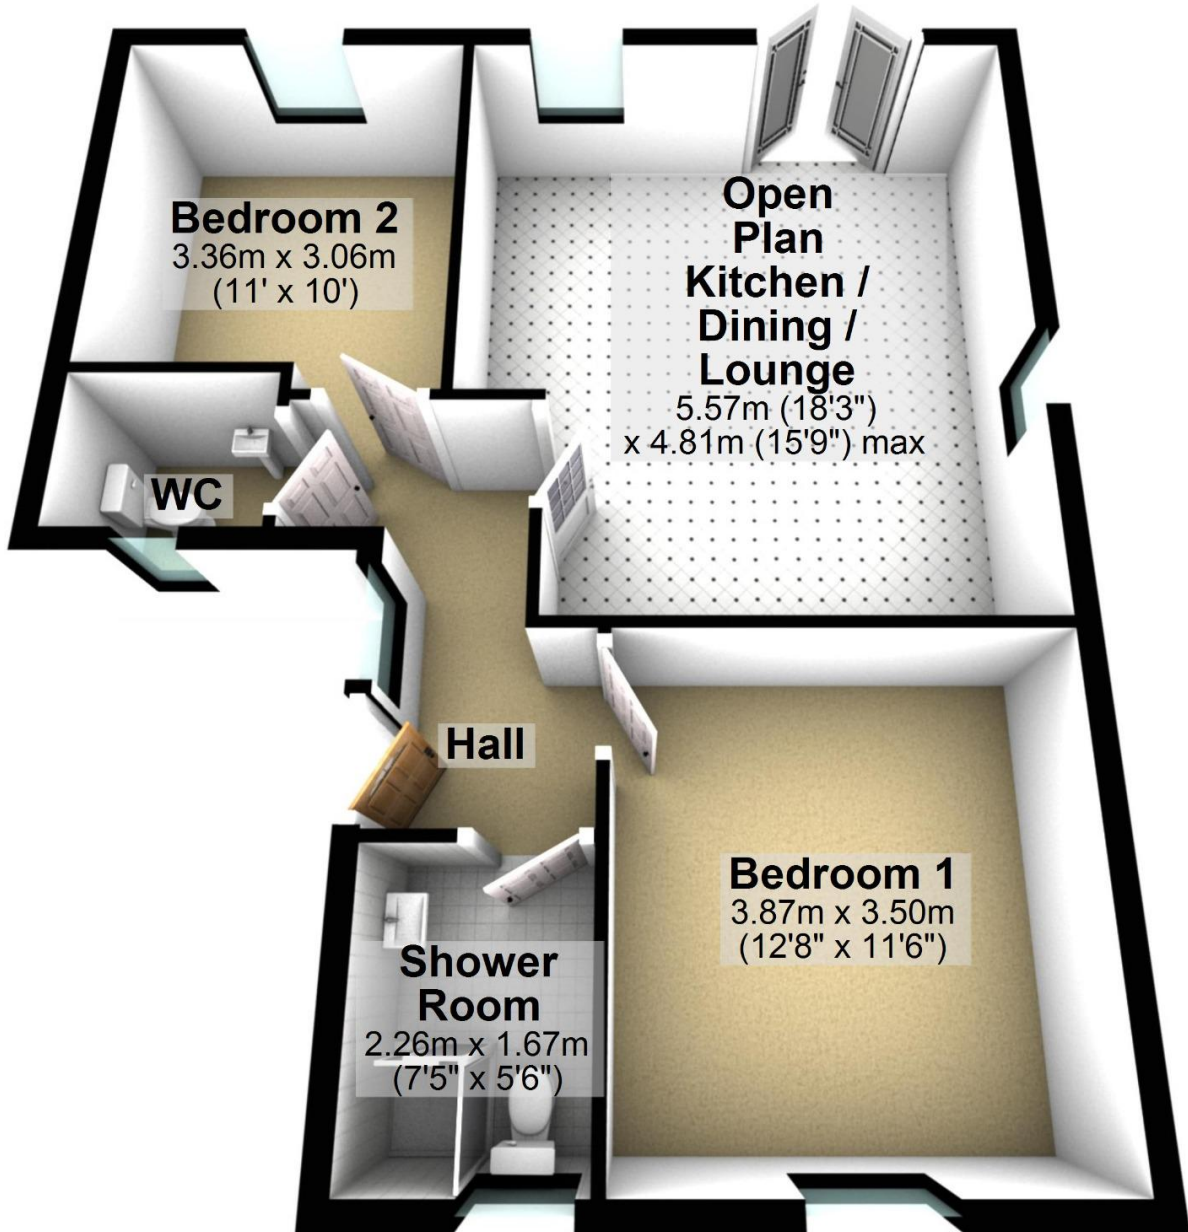 Bedroom 2
3.36m x 3.06m
(11' x 10')
Open
Plan
Kitchen /
Dining /
Lounge
5.57m (18'3")
x 4.81m (15'9") max
WC
Hall
Bedroom 1
3.87m x 3.50m
(12'8" x 11'6")
Shower
Room
2.26m x 1.67m
(7'5" x 5'6")